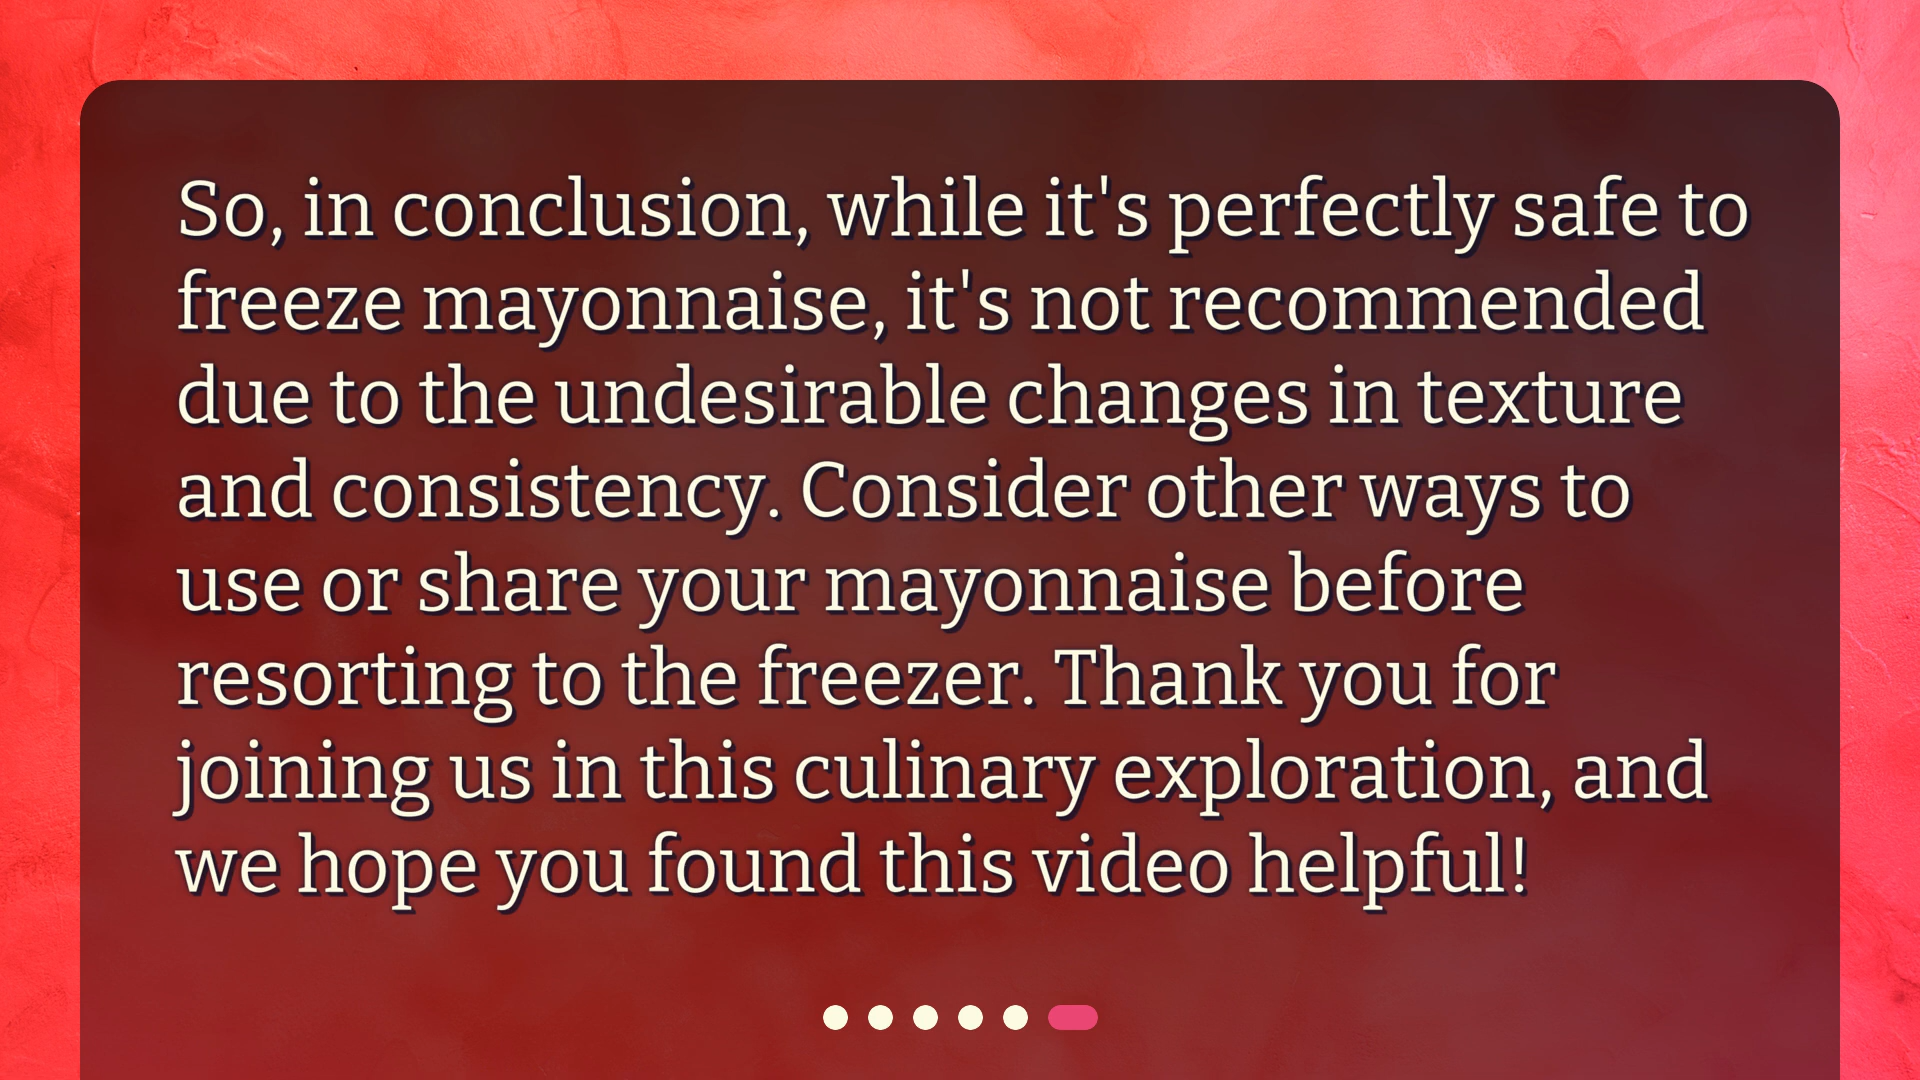 So, in conclusion, while it's perfectly safe to
freeze mayonnaise, it's not recommended
due to the undesirable changes in texture
and consistency. Consider other ways to
use or share your mayonnaise before
resorting to the freezer. Thank you for
joining us in this culinary exploration, and
we hope you found this video helpful!